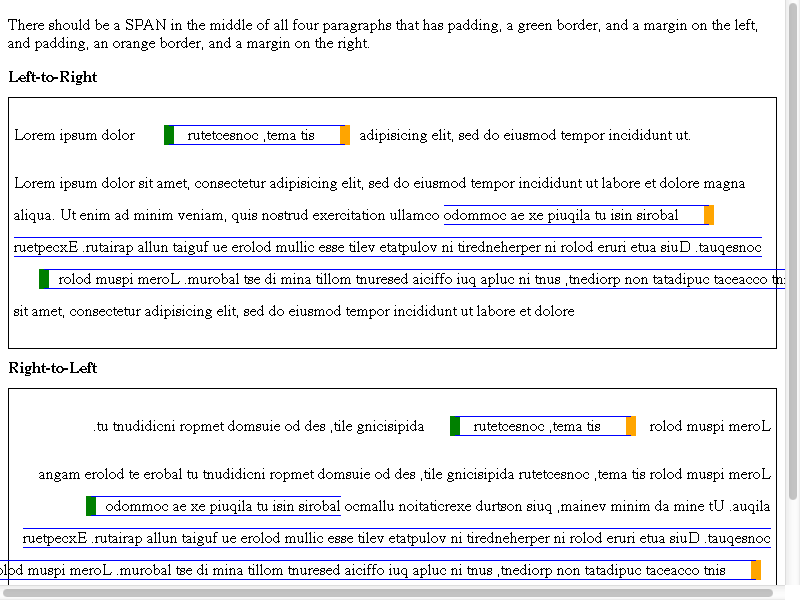 There should be a SPAN in the middle of all four paragraphs that has padding, a green border, and a margin on the left,
and padding, an orange border, and a margin on the right.
Left-to-Right
Lorem ipsum dolor rutetcesnoc ,tema tis adipisicing elit, sed do eiusmod tempor incididunt ut.
Lorem ipsum dolor sit amet, consectetur adipisicing elit, sed do eiusmod tempor incididunt ut labore et dolore magna
aliqua. Ut enim ad minim veniam, quis nostrud exercitation ullamco odommoc ae xe piuqila tu isin sirobal
ruetpecxE .rutairap allun taiguf ue erolod mullic esse tilev etatpulov ni tiredneherper ni rolod eruri etua siuD .tauqesnoc
rolod muspi meroL .murobal tse di mina tillom tnuresed aiciffo iuq apluc ni tnus ,tnediorp non tatadipuc taceacco
sit amet, consectetur adipisicing elit, sed do eiusmod tempor incididunt ut labore et dolore
Right-to-Left
.tu tnudidicni ropmet domsuie od des ,tile gnicisipida rutetcesnoc ,tema tis rolod muspi meroL
angam erolod te erobal tu tnudidicni ropmet domsuie od des ,tile gnicisipida rutetcesnoc ,tema tis rolod muspi meroL
odommoc ae xe piuqila tu isin sirobal ocmallu noitaticrexe durtson siuq ,mainev minim da mine tU .auqila
ruetpecxE .rutairap allun taiguf ue erolod mullic esse tilev etatpulov ni tiredneherper ni rolod eruri etua siuD .tauqesnoc
muspi meroL .murobal tse di mina tillom tnuresed aiciffo iuq apluc ni tnus ,tnediorp non tatadipuc taceacco tnis